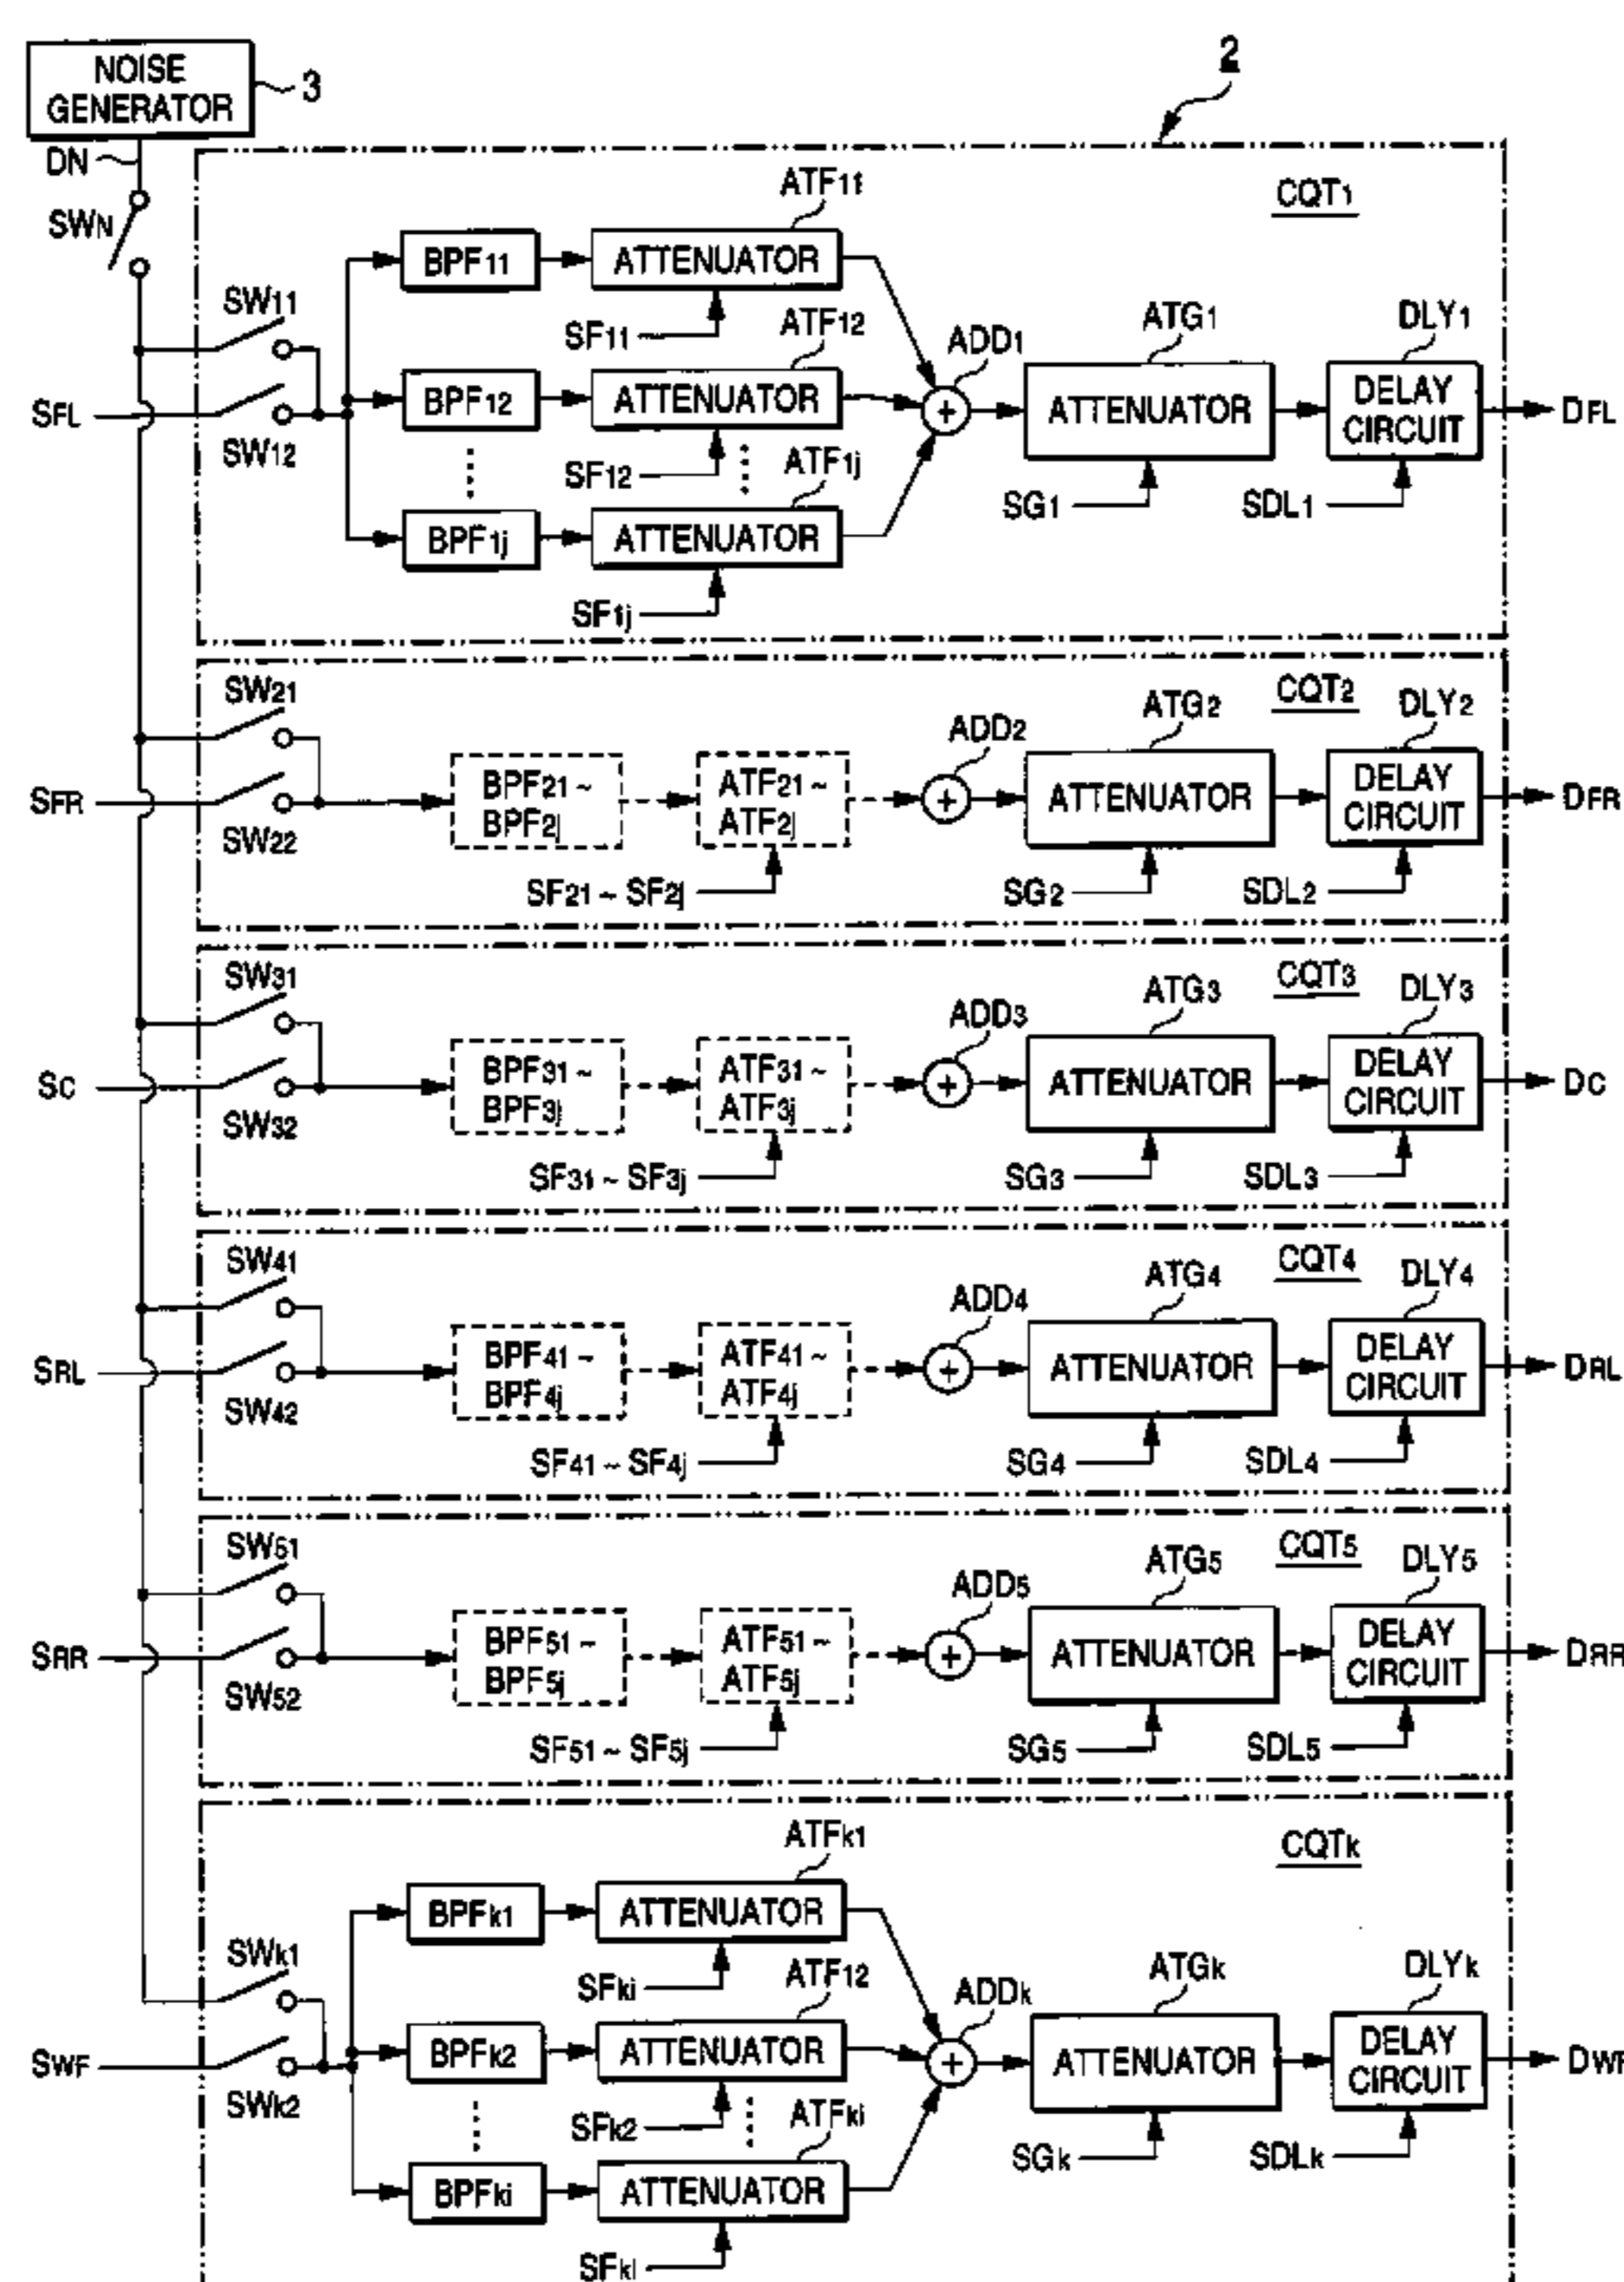 NOISE
GENERATOR
3
2
DN
SWN
CQT1
ATF11
BPF11
ATTENUATOR
SW11
SF11
ATF12
ADD1
ATG1
DLY1
SFL
BPF12
ATTENUATOR
+
ATTENUATOR
DELAY
CIRCUIT
DFL
SW12
SF12
ATF1j
SG1
SDL1
BPF1j
ATTENUATOR
SF1j
CQT2
SW21
ADD2
ATG2
DLY2
SFR
BPF21 ~
BPF2j
ATF21 ~
ATF2j
+
ATTENUATOR
DELAY
CIRCUIT
DFR
SW22
SF21 ~ SF2j
SG2
SDL2
CQT3
SW31
ADD3
ATG3
DLY3
SC
BPF31 ~
BPF3j
ATF31 ~
ATF3j
+
ATTENUATOR
DELAY
CIRCUIT
DC
SW32
SF31 ~ SF3j
SG3
SDL3
CQT4
SW41
ADD4
ATG4
DLY4
SRL
BPF41 ~
BPF4j
ATF41 ~
ATF4j
+
ATTENUATOR
DELAY
CIRCUIT
DRL
SW42
SF41 ~ SF4j
SG4
SDL4
CQT5
SW51
ADD5
ATG5
DLY5
SRR
BPF51 ~
BPF5j
ATF51 ~
ATF5j
+
ATTENUATOR
DELAY
CIRCUIT
DRR
SW52
SF51 ~ SF5j
SG5
SDL5
CQTk
ATFk1
BPFk1
ATTENUATOR
SWk1
SFki
ATF12
ADDk
ATGk
DLYk
SWF
BPFk2
ATTENUATOR
+
ATTENUATOR
DELAY
CIRCUIT
DWF
SWk2
SFk2
ATFki
SGk
SDLk
BPFki
ATTENUATOR
SFki